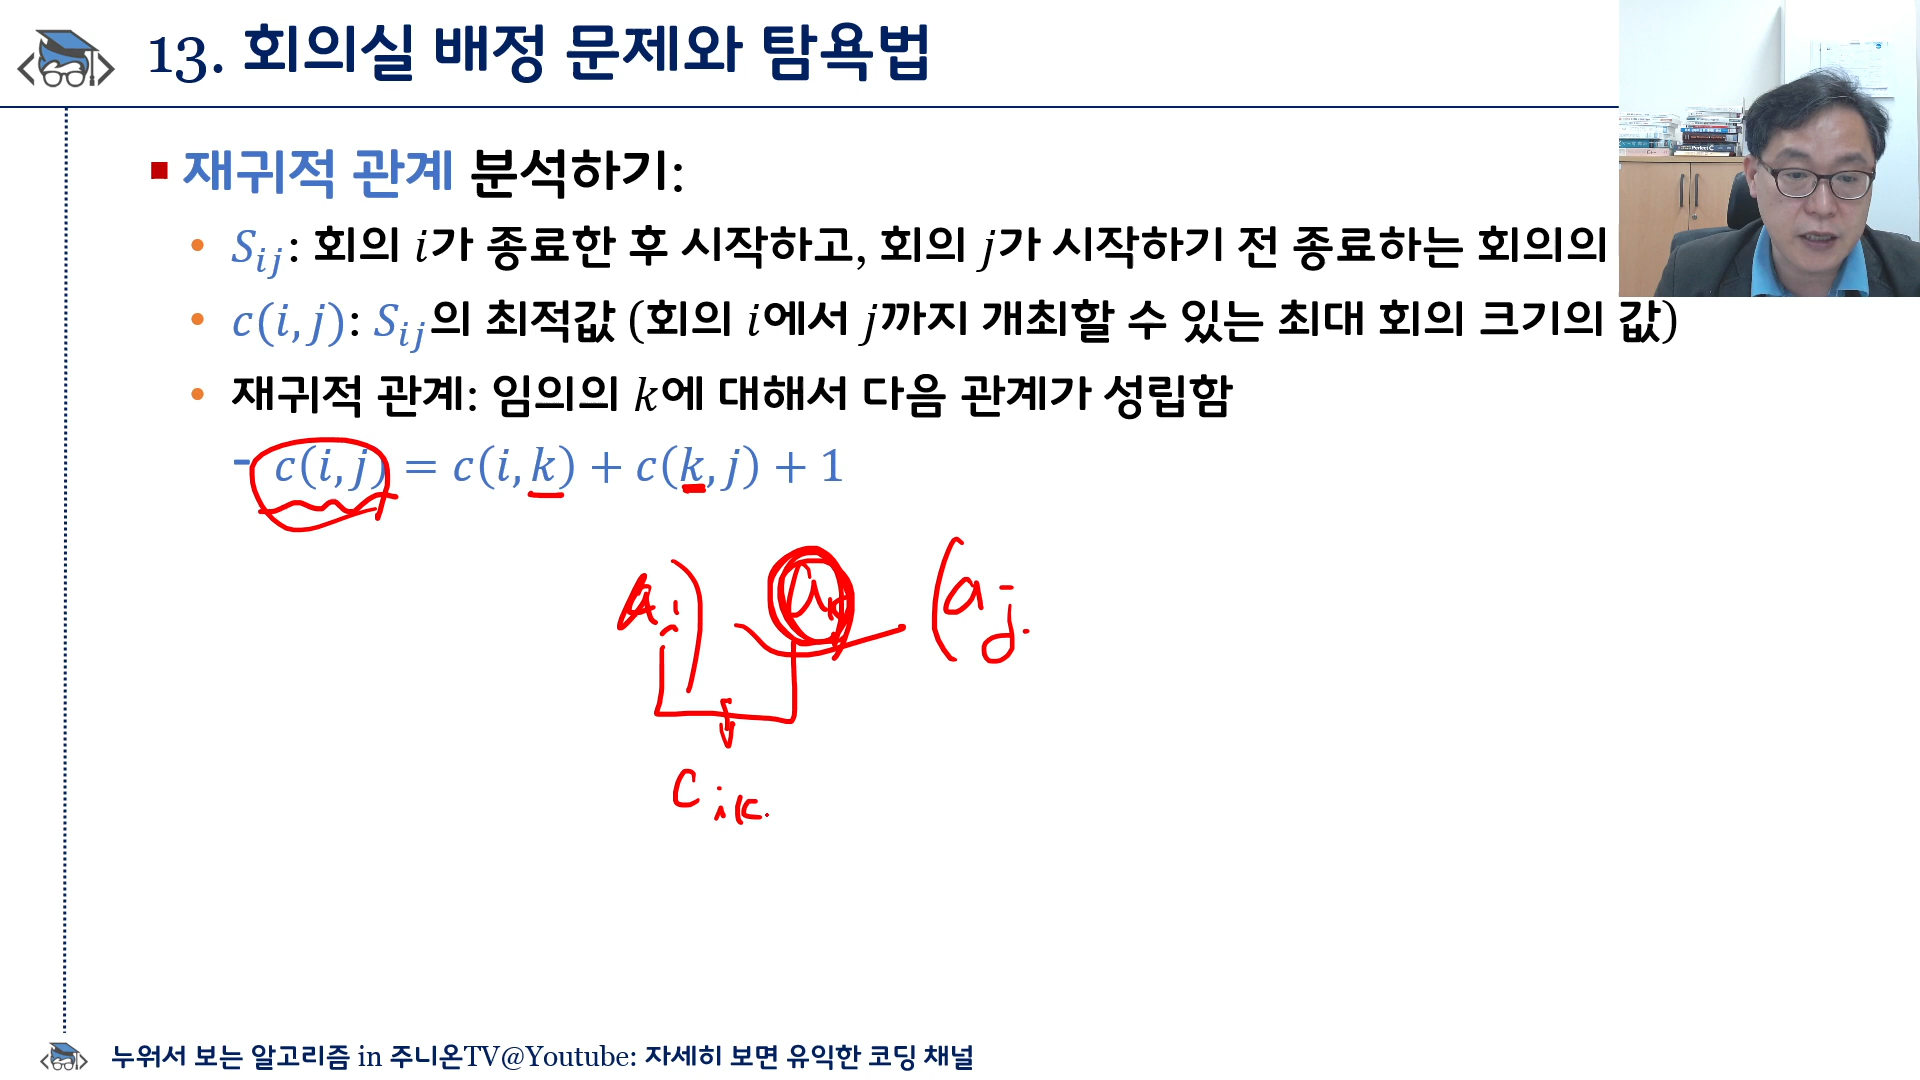 13. 회의실 배정 문제와 탐욕법
재귀적 관계 분석하기:
S_{ij}: 회의 i가 종료한 후 시작하고, 회의 j가 시작하기 전 종료하는 회의의
c(i,j): S_{ij}의 최적값 (회의 i에서 j까지 개최할 수 있는 최대 회의 크기의 값)
재귀적 관계: 임의의 k에 대해서 다음 관계가 성립함
- c(i,j) = c(i,k) + c(k,j) + 1
a_i) a_k (a_j.
C_{ik}.
누워서 보는 알고리즘 in 주니온TV@Youtube: 자세히 보면 유익한 코딩 채널